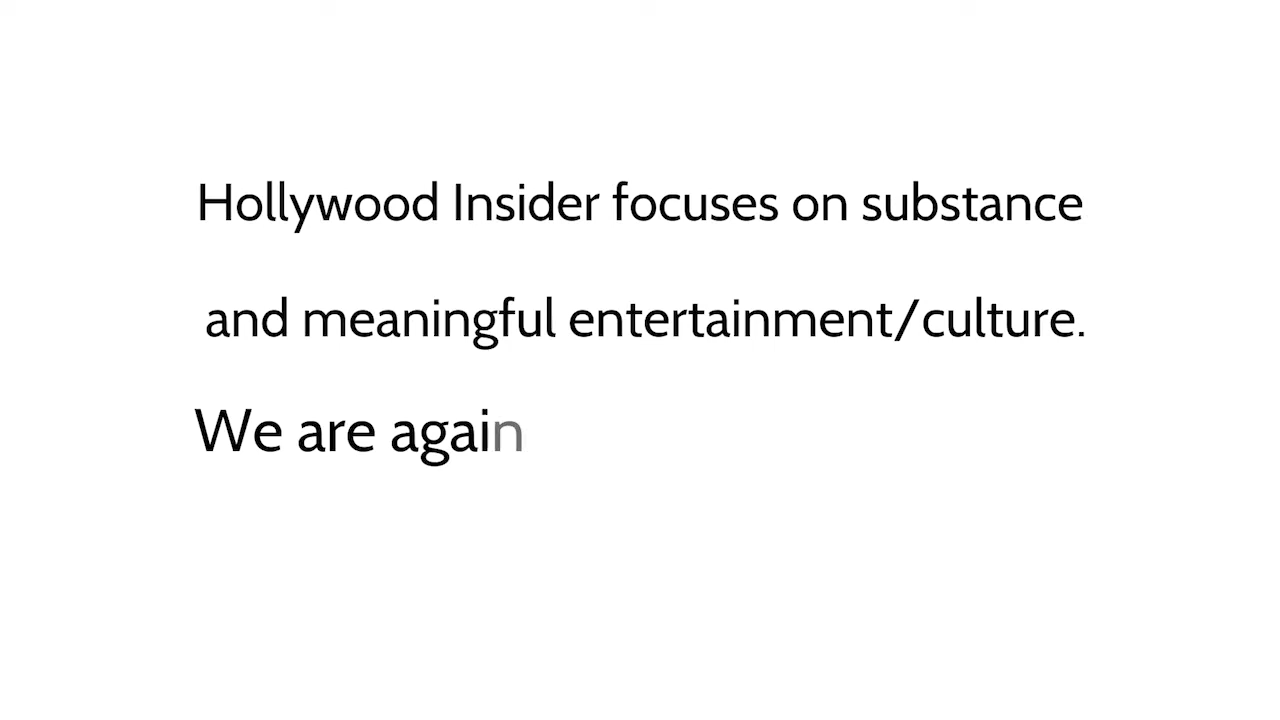 Hollywood Insider focuses on substance
and meaningful entertainment/culture.
We are again